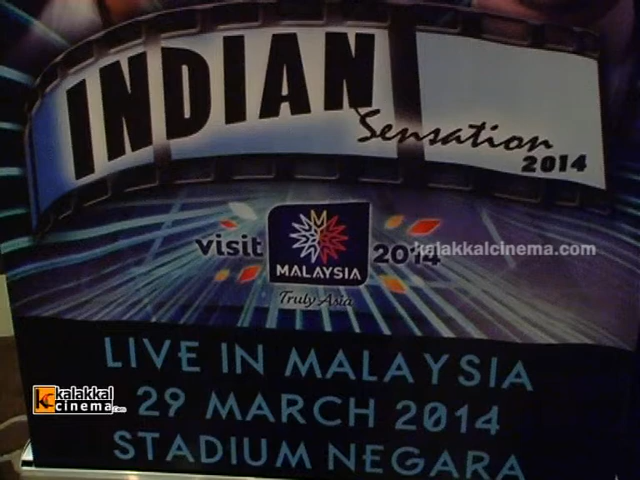 INDIAN
Sensation
2014
visit MALAYSIA 2014
Truly Asia
kalakkalcinema.com
LIVE IN MALAYSIA
29 MARCH 2014
STADIUM NEGARA
kalakkal
cinema.com